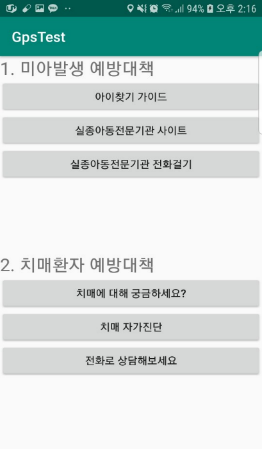 94% 오후 2:16
GpsTest
1. 미아발생 예방대책
아이찾기 가이드
실종아동전문기관 사이트
실종아동전문기관 전화걸기
2. 치매환자 예방대책
치매에 대해 궁금하세요?
치매 자가진단
전화로 상담해보세요